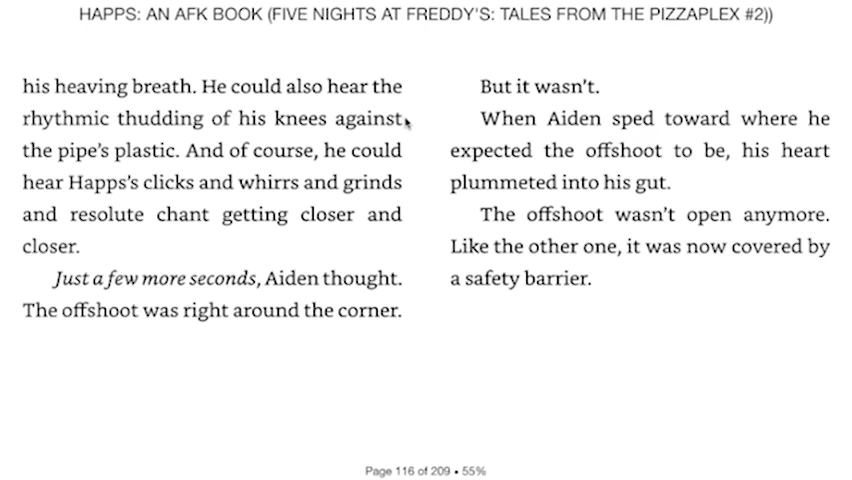 HAPPS: AN AFK BOOK (FIVE NIGHTS AT FREDDY'S: TALES FROM THE PIZZAPLEX #2))
his heaving breath. He could also hear the
rhythmic thudding of his knees against
the pipe's plastic. And of course, he could
hear Happs's clicks and whirrs and grinds
and resolute chant getting closer and
closer.
Just a few more seconds, Aiden thought.
The offshoot was right around the corner.
But it wasn't.
When Aiden sped toward where he
expected the offshoot to be, his heart
plummeted into his gut.
The offshoot wasn't open anymore.
Like the other one, it was now covered by
a safety barrier.
Page 116 of 209 • 55%